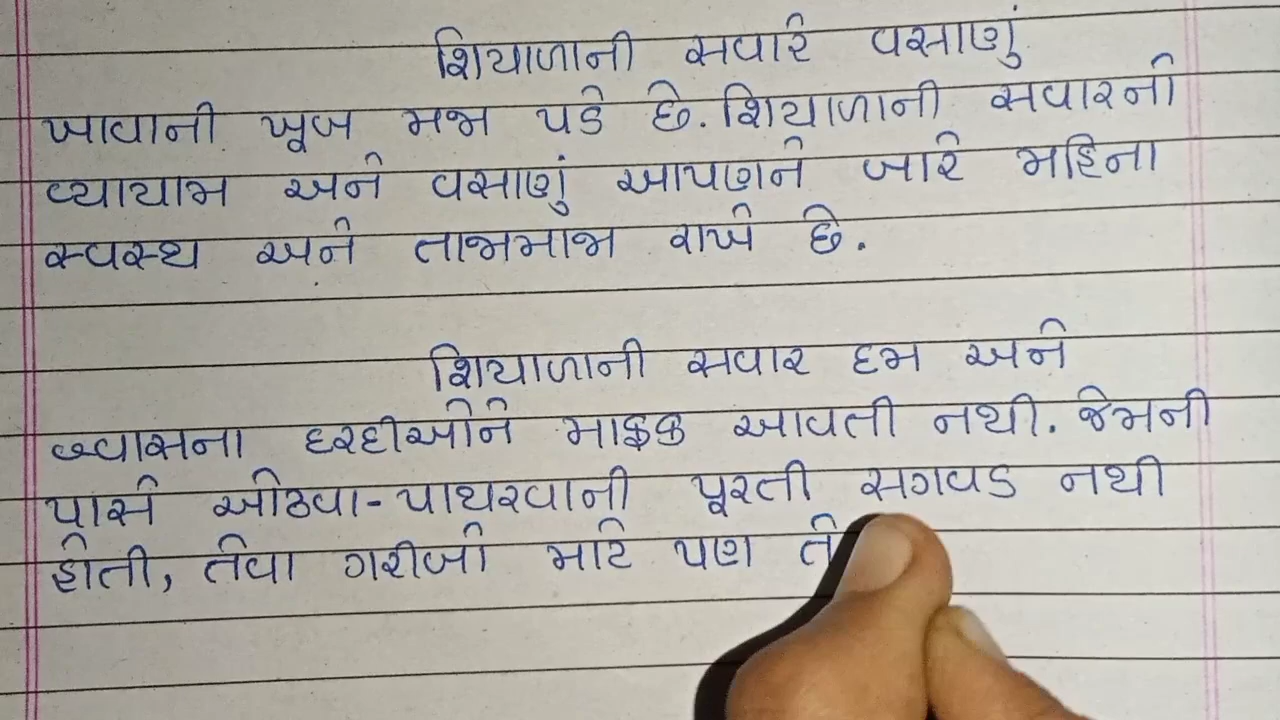 શિયાળાની સવારે વસાણું
ખાવાની ખૂબ મજા પડે છે. શિયાળાની સવારનો
વ્યાયામ અને વસાણું આપણને બારે મહિના
સ્વસ્થ અને તાજામાજા રાખે છે.
શિયાળાની સવાર દમ અને
શ્વાસના દરદીઓને માફક આવતી નથી. જેમની
પાસે ઓઢવા-પાથરવાની પૂરતી સગવડ નથી
હોતી, તેવા ગરીબો માટે પણ તે